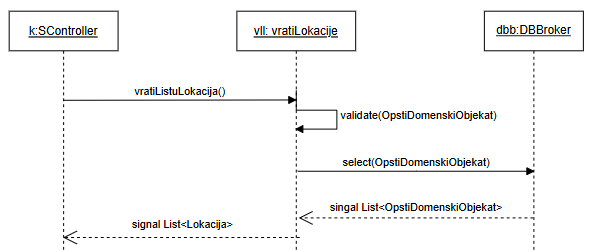 k:SController
vll: vratiLokacije
dbb:DBBroker
vratiListuLokacija()
validate(OpstiDomenskiObjekat)
select(OpstiDomenskiObjekat)
singal List<OpstiDomenskiObjekat>
signal List<Lokacija>